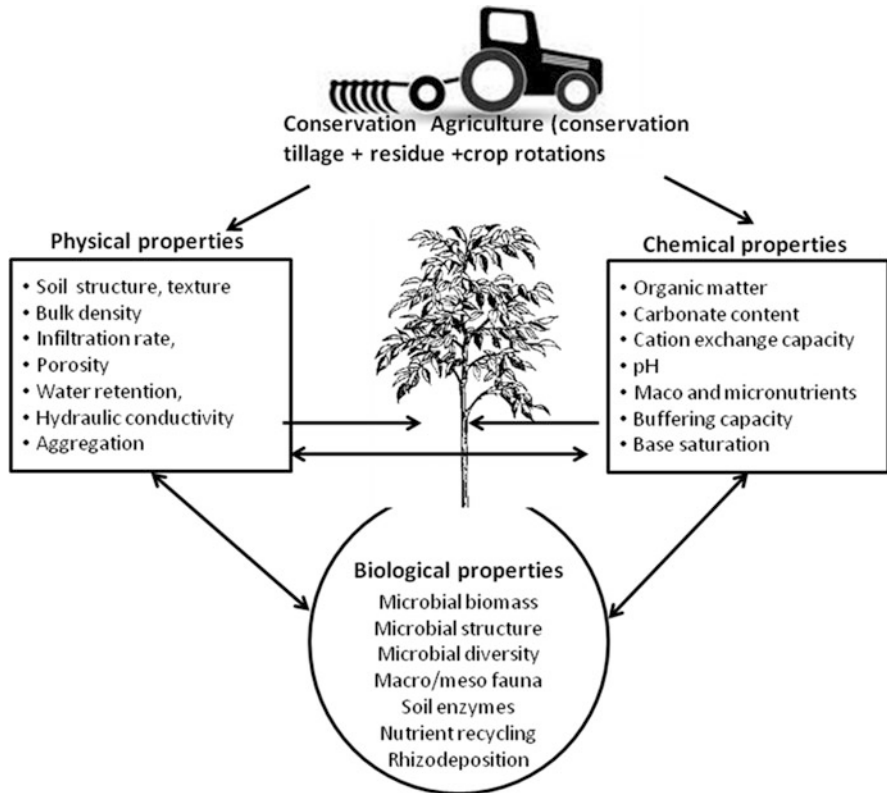 Conservation Agriculture (conservation
tillage + residue +crop rotations
Physical properties
• Soil structure, texture
• Bulk density
• Infiltration rate,
• Porosity
• Water retention,
• Hydraulic conductivity
• Aggregation
Chemical properties
• Organic matter
• Carbonate content
• Cation exchange capacity
• pH
• Maco and micronutrients
• Buffering capacity
• Base saturation
Biological properties
Microbial biomass
Microbial structure
Microbial diversity
Macro/meso fauna
Soil enzymes
Nutrient recycling
Rhizodeposition